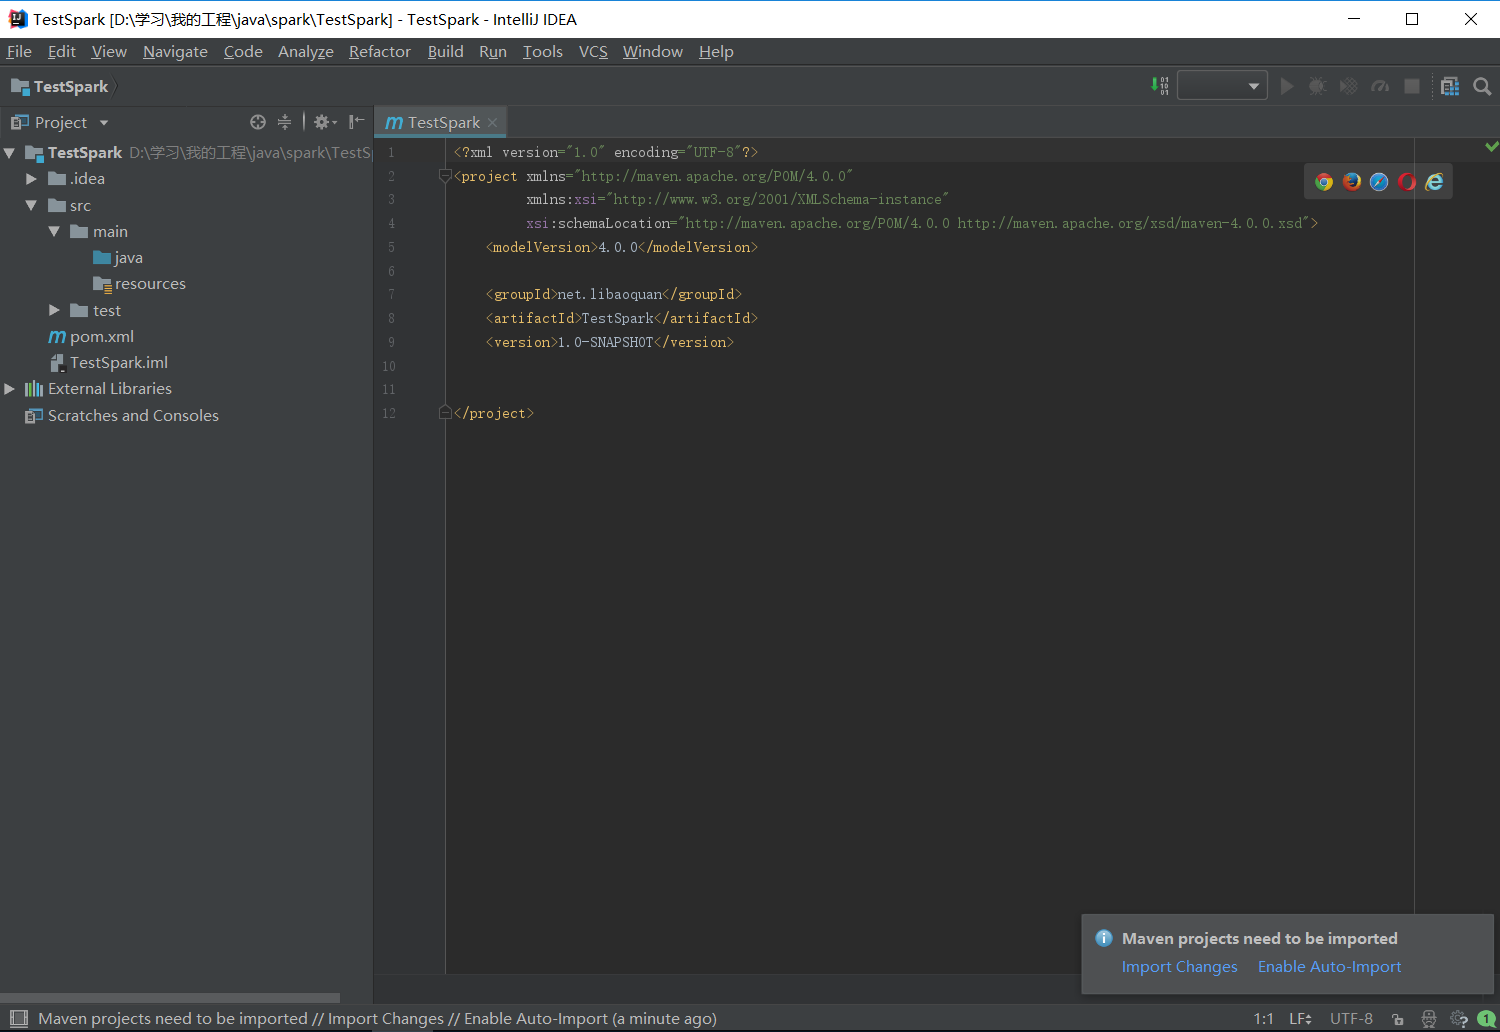 TestSpark [D:\学习\我的工程\java\spark\TestSpark] - TestSpark - IntelliJ IDEA
File Edit View Navigate Code Analyze Refactor Build Run Tools VCS Window Help
TestSpark
Project
TestSpark
TestSpark D:\学习\我的工程\java\spark\TestS
.idea
src
main
java
resources
test
pom.xml
TestSpark.iml
External Libraries
Scratches and Consoles
1 <?xml version="1.0" encoding="UTF-8"?>
2 <project xmlns="http://maven.apache.org/POM/4.0.0"
3 xmlns:xsi="http://www.w3.org/2001/XMLSchema-instance"
4 xsi:schemaLocation="http://maven.apache.org/POM/4.0.0 http://maven.apache.org/xsd/maven-4.0.0.xsd">
5 <modelVersion>4.0.0</modelVersion>
6
7 <groupId>net.libaoquan</groupId>
8 <artifactId>TestSpark</artifactId>
9 <version>1.0-SNAPSHOT</version>
10
11
12 </project>
Maven projects need to be imported
Import Changes Enable Auto-Import
Maven projects need to be imported // Import Changes // Enable Auto-Import (a minute ago)
1:1 LF UTF-8 1